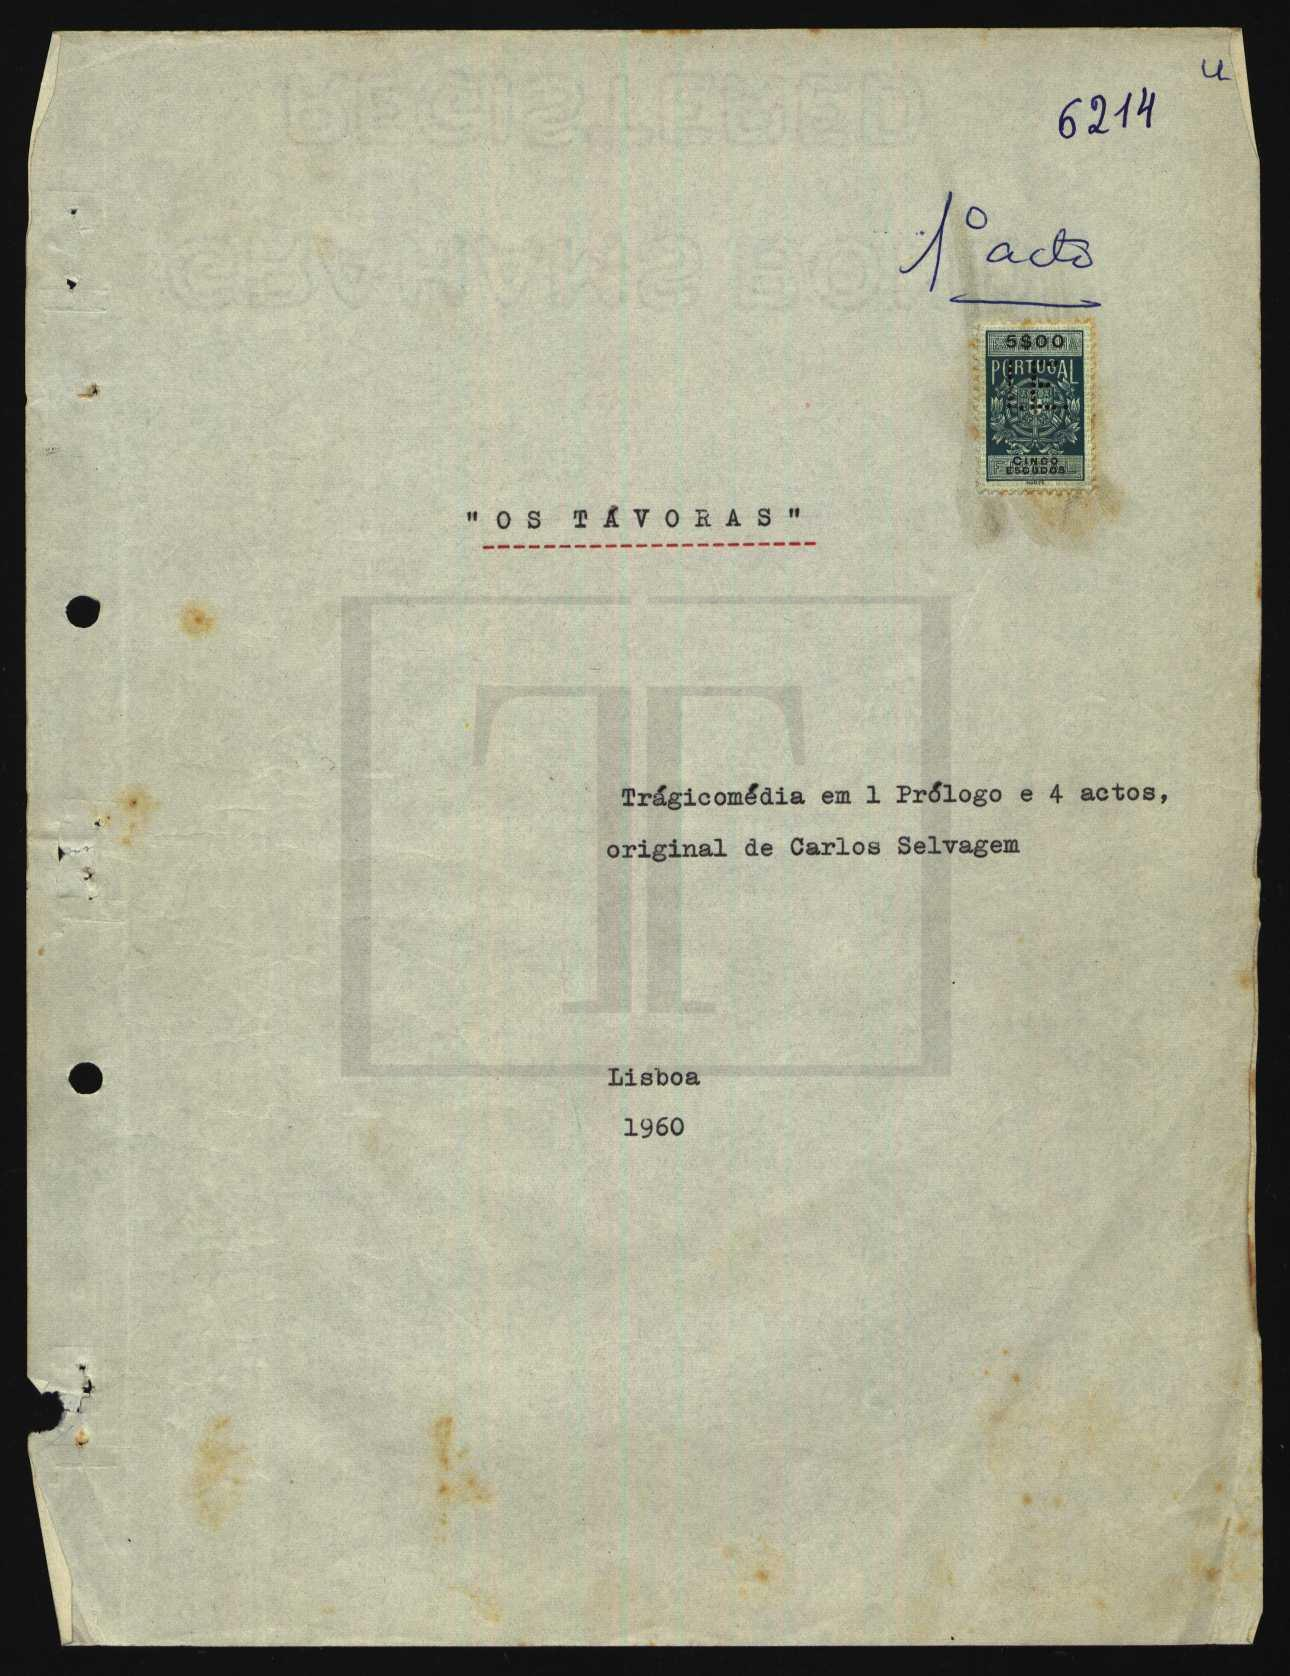 6214
1º acto
5$00
PORTUGAL
CINCO
ESCUDOS
"OS TÁVORAS"
Trágicomédia em 1 Prólogo e 4 actos,
original de Carlos Selvagem
Lisboa
1960